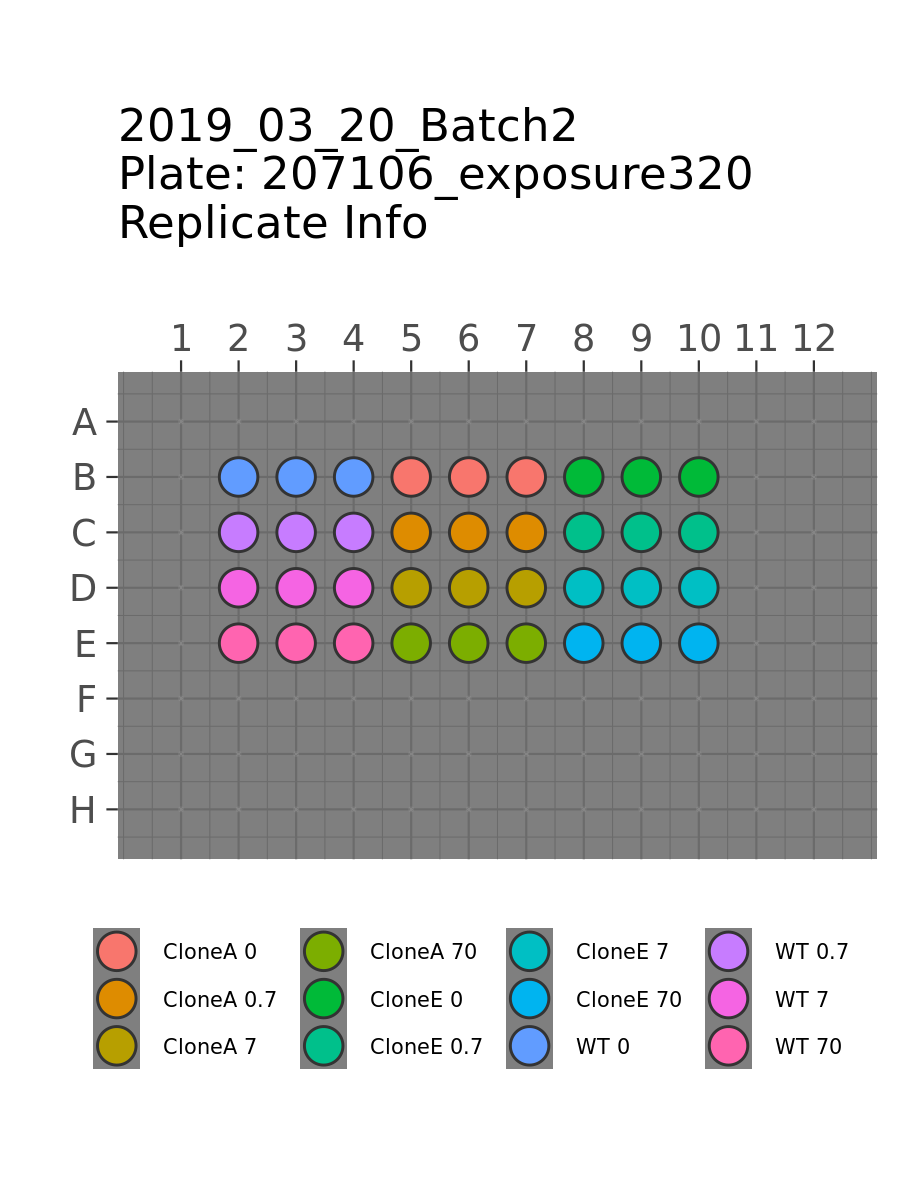 2019_03_20_Batch2
Plate: 207106_exposure320
Replicate Info
1 2 3 4 5 6 7 8 9 10 11 12
A
B
C
D
E
F
G
H
CloneA 0 CloneA 70 CloneE 7 WT 0.7
CloneA 0.7 CloneE 0 CloneE 70 WT 7
CloneA 7 CloneE 0.7 WT 0 WT 70